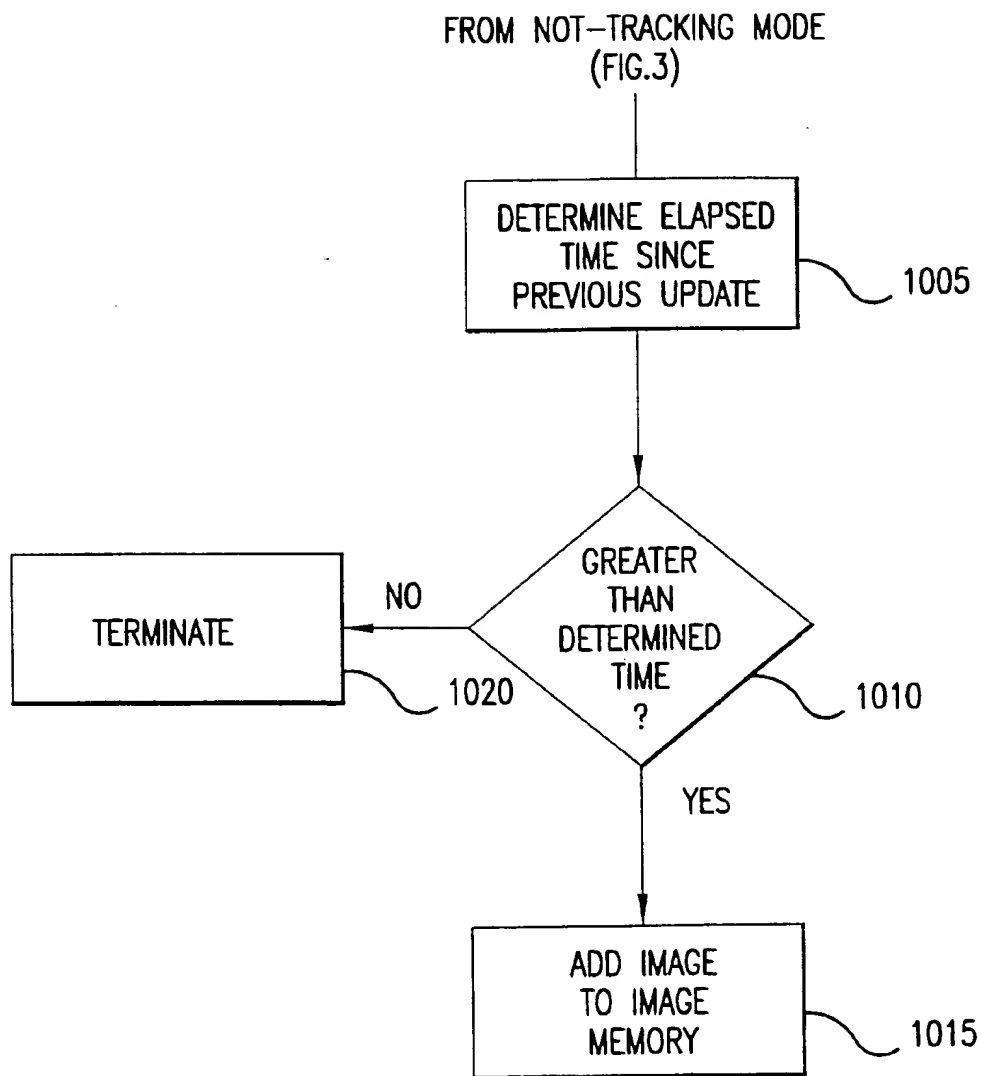 FROM NOT-TRACKING MODE
(FIG.3)
DETERMINE ELAPSED
TIME SINCE
PREVIOUS UPDATE
1005
GREATER
THAN
DETERMINED
TIME
?
1010
NO
TERMINATE
1020
YES
ADD IMAGE
TO IMAGE
MEMORY
1015